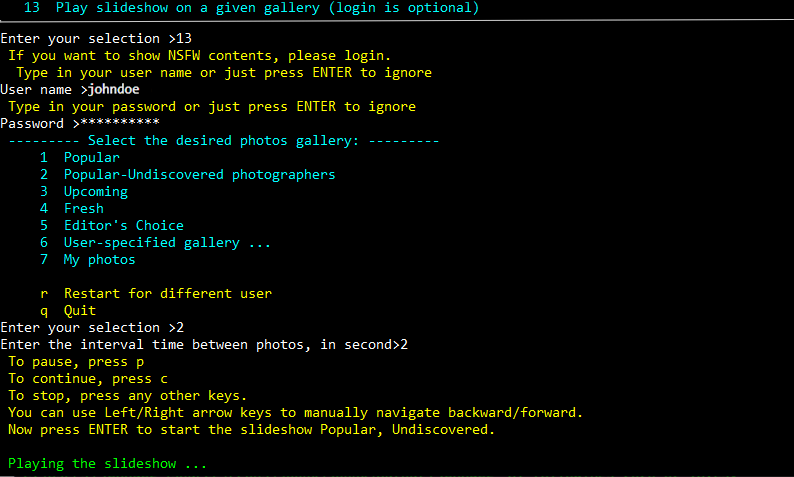 13 Play slideshow on a given gallery (login is optional)
Enter your selection >13
If you want to show NSFW contents, please login.
Type in your user name or just press ENTER to ignore
User name >johndoe
Type in your password or just press ENTER to ignore
Password >**********
--------- Select the desired photos gallery: ---------
1 Popular
2 Popular-Undiscovered photographers
3 Upcoming
4 Fresh
5 Editor's Choice
6 User-specified gallery ...
7 My photos
r Restart for different user
q Quit
Enter your selection >2
Enter the interval time between photos, in second>2
To pause, press p
To continue, press c
To stop, press any other keys.
You can use Left/Right arrow keys to manually navigate backward/forward.
Now press ENTER to start the slideshow Popular, Undiscovered.
Playing the slideshow ...